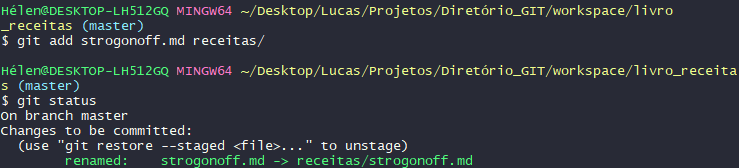 Hélen@DESKTOP-LH512GQ MINGW64 ~/Desktop/Lucas/Projetos/Diretório_GIT/workspace/livro
_receitas (master)
$ git add strogonoff.md receitas/
Hélen@DESKTOP-LH512GQ MINGW64 ~/Desktop/Lucas/Projetos/Diretório_GIT/workspace/livro_receita
s (master)
$ git status
On branch master
Changes to be committed:
  (use "git restore --staged <file>..." to unstage)
        renamed:    strogonoff.md -> receitas/strogonoff.md